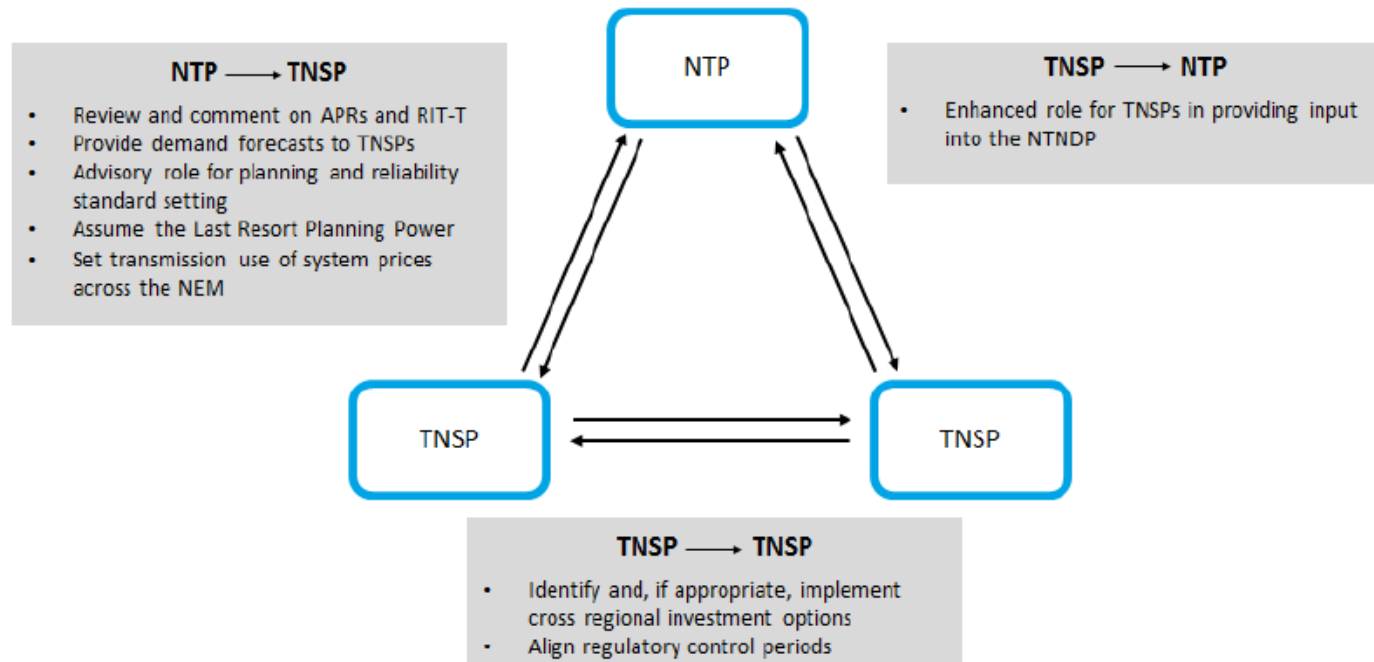 NTP
NTP → TNSP
• Review and comment on APRs and RIT-T
• Provide demand forecasts to TNSPs
• Advisory role for planning and reliability
standard setting
• Assume the Last Resort Planning Power
• Set transmission use of system prices
across the NEM
TNSP → NTP
• Enhanced role for TNSPs in providing input
into the NTNDP
TNSP
TNSP
TNSP → TNSP
• Identify and, if appropriate, implement
cross regional investment options
• Align regulatory control periods